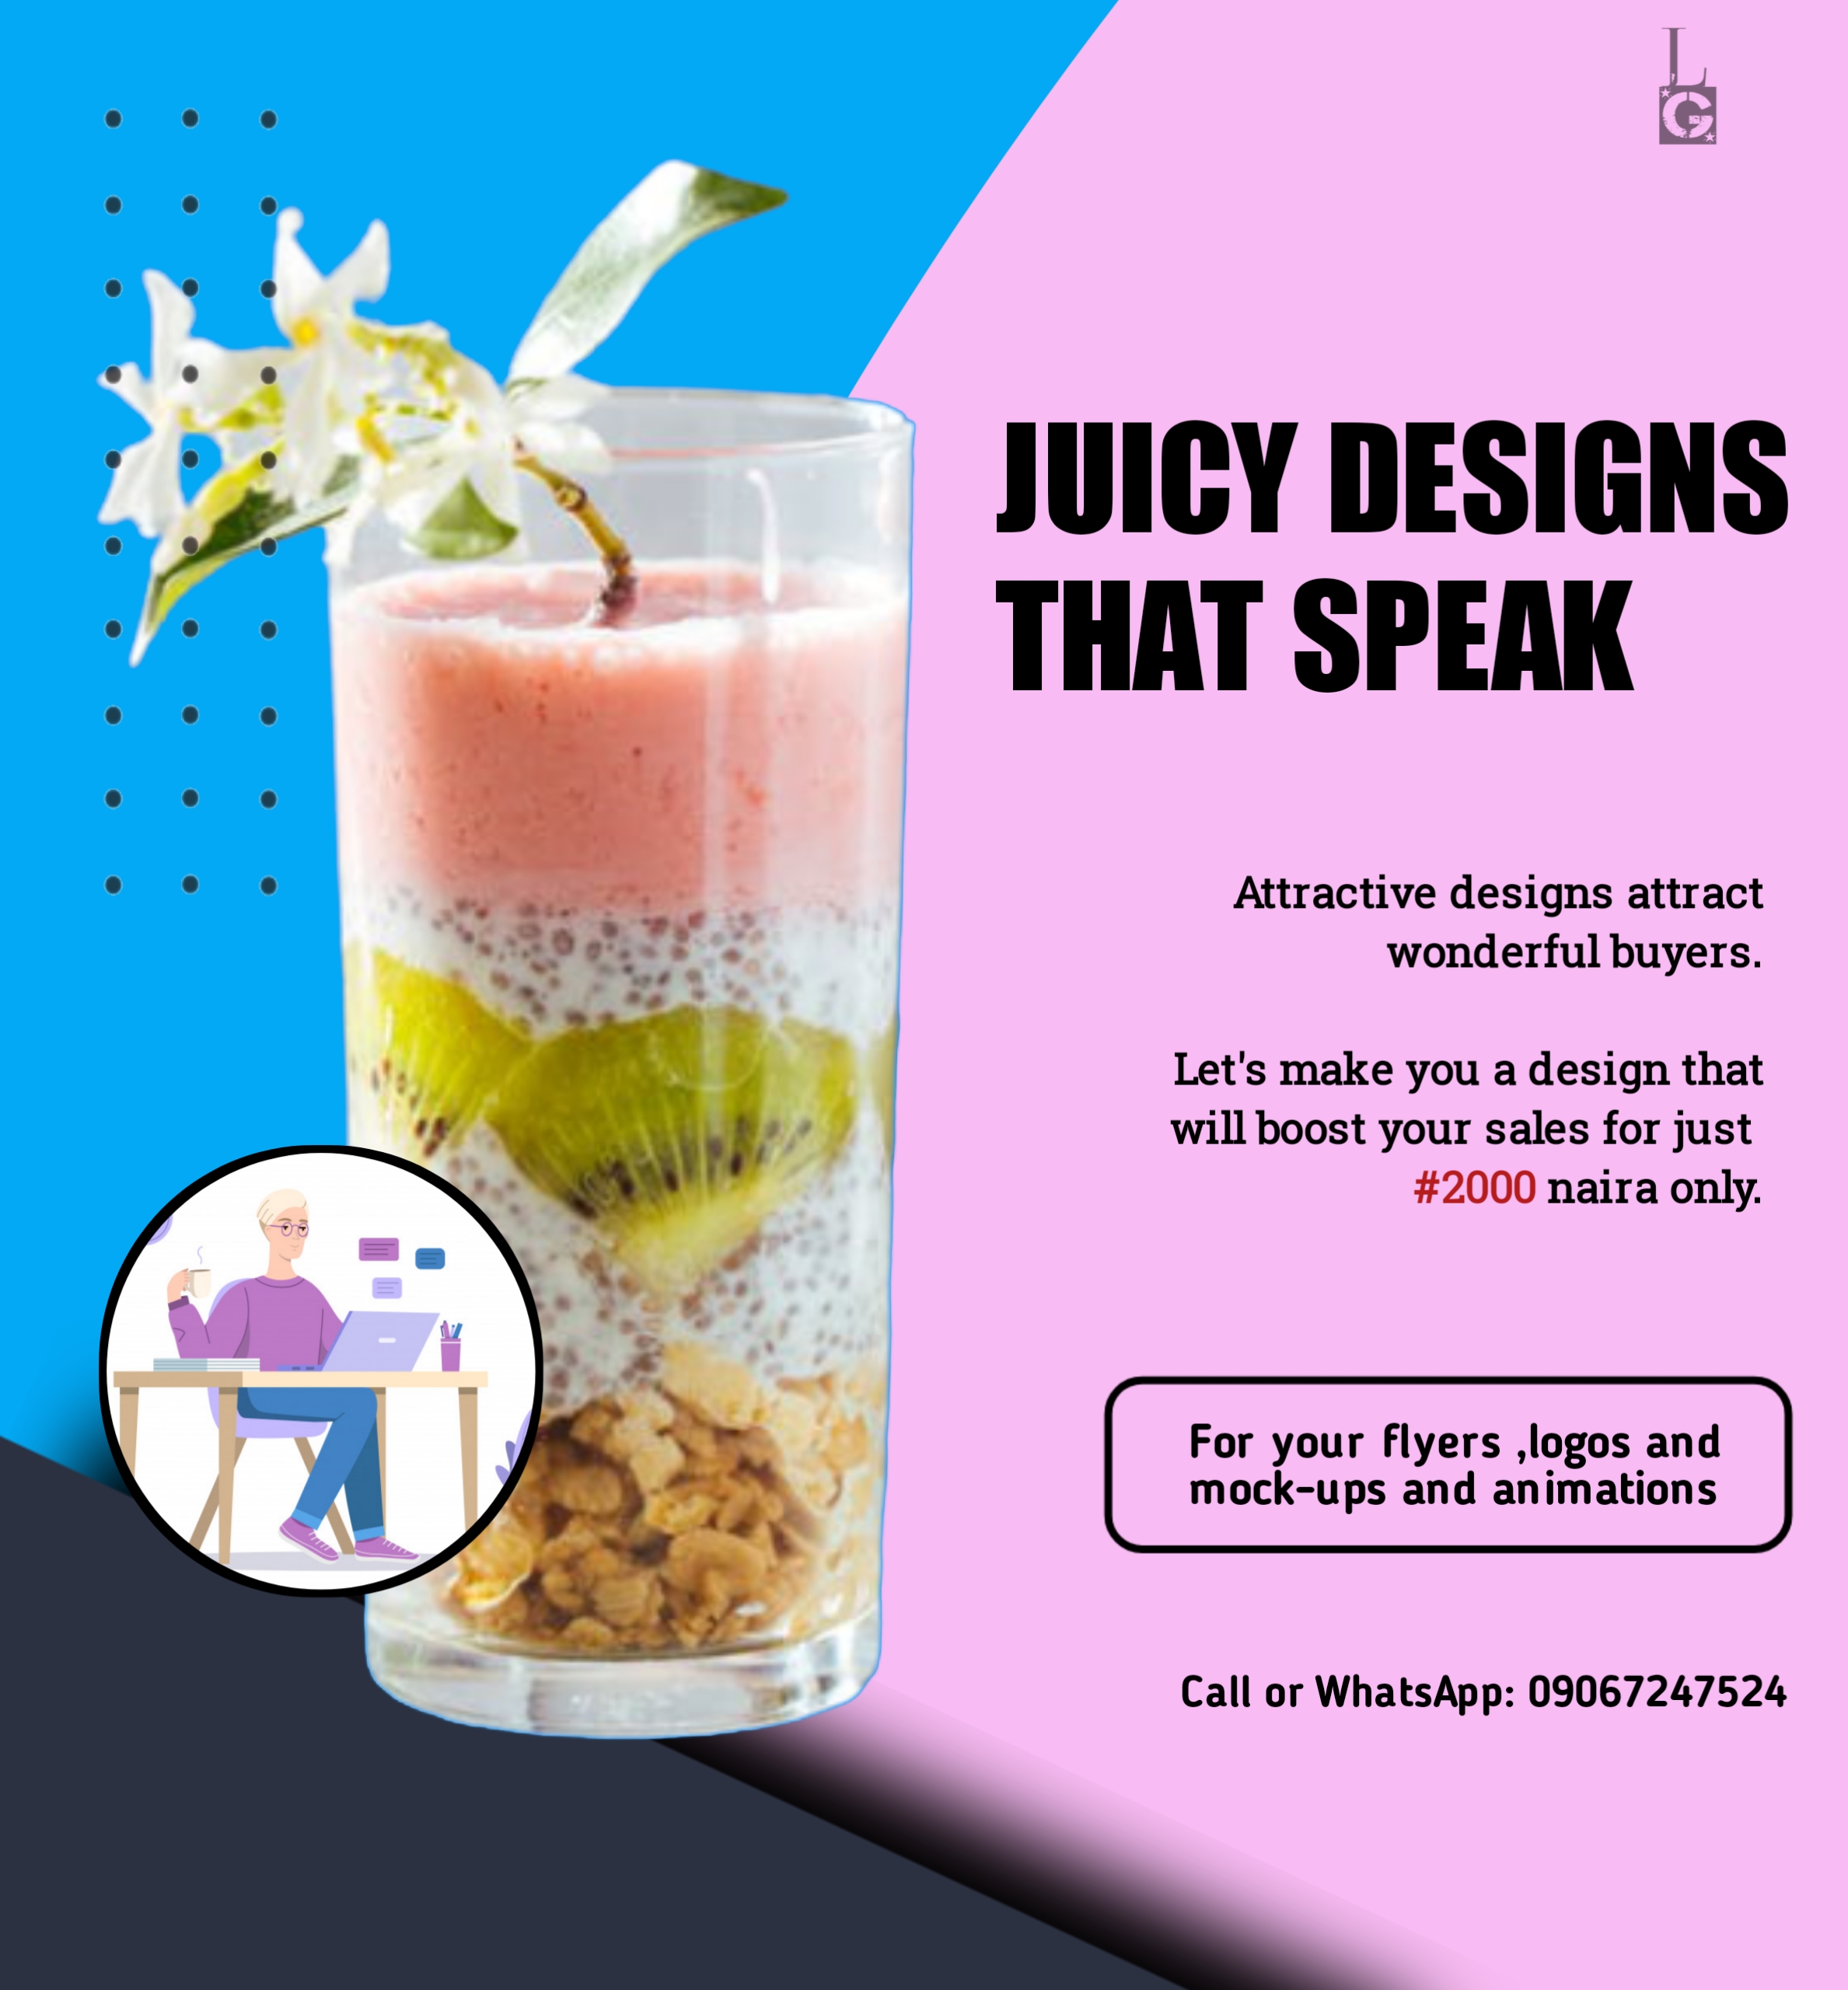 L
G
JUICY DESIGNS
THAT SPEAK
Attractive designs attract
wonderful buyers.
Let's make you a design that
will boost your sales for just
#2000 naira only.
For your flyers ,logos and
mock-ups and animations
Call or WhatsApp: 09067247524